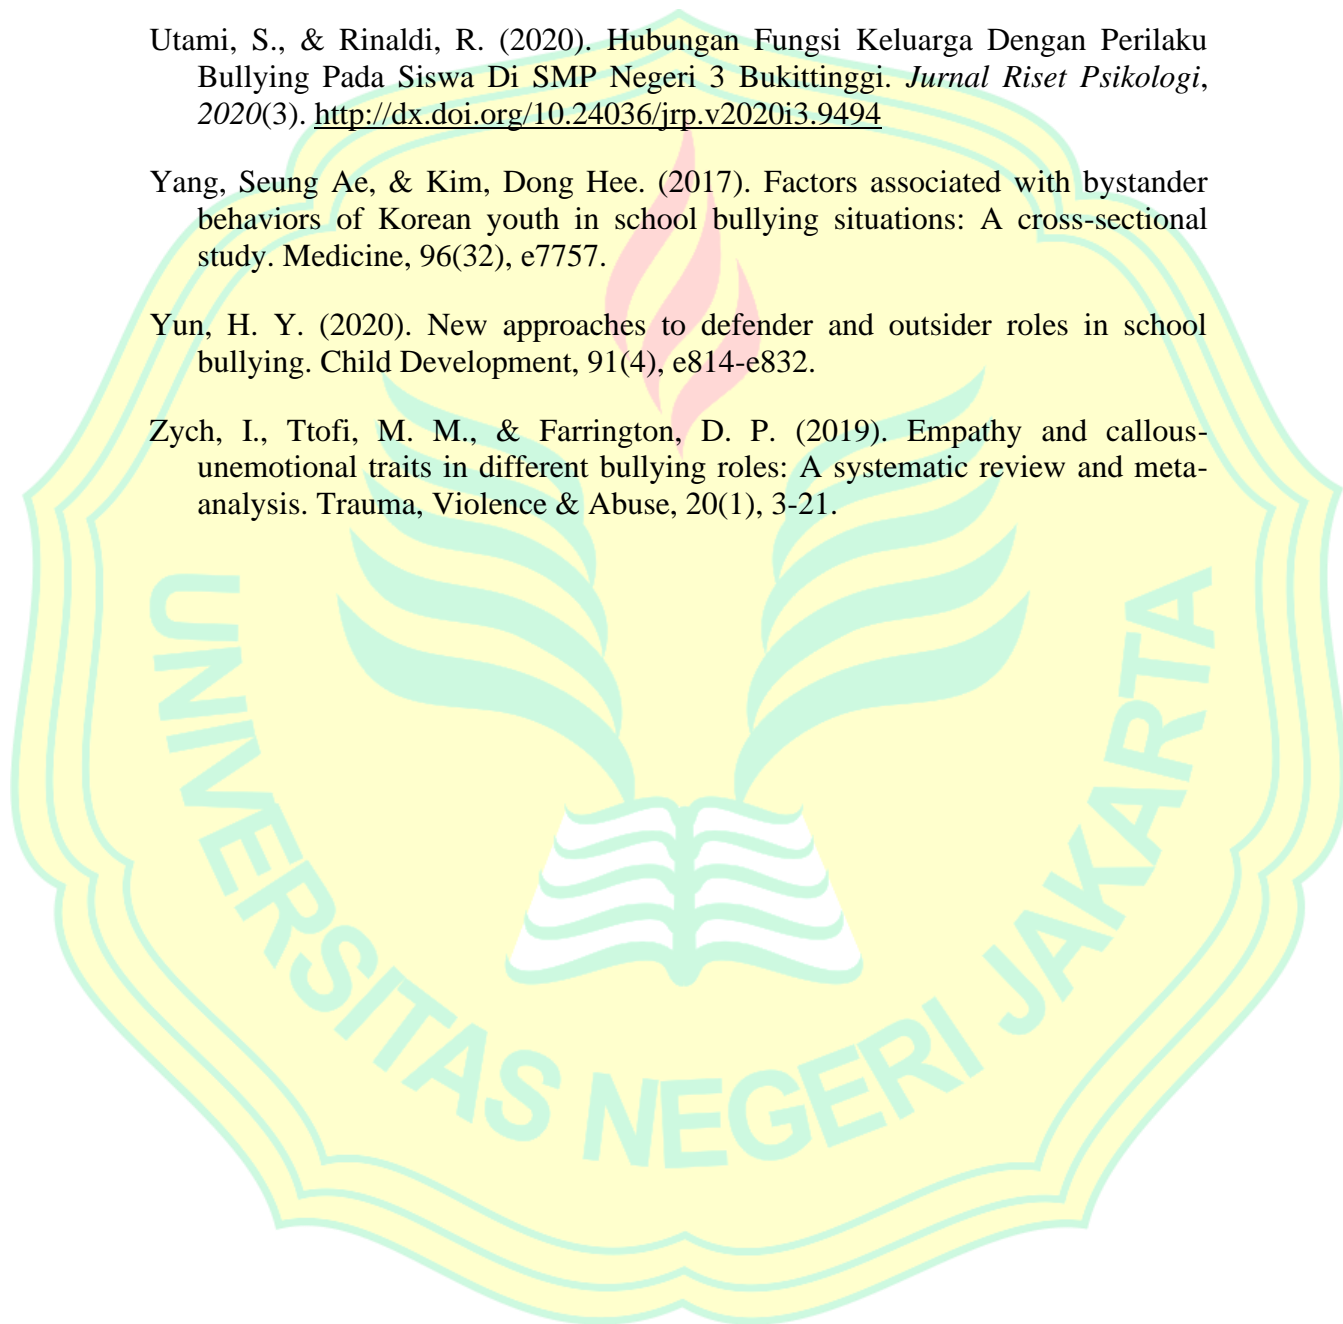 Utami, S., & Rinaldi, R. (2020). Hubungan Fungsi Keluarga Dengan Perilaku
Bullying Pada Siswa Di SMP Negeri 3 Bukittinggi. Jurnal Riset Psikologi,
2020(3). http://dx.doi.org/10.24036/jrp.v2020i3.9494
Yang, Seung Ae, & Kim, Dong Hee. (2017). Factors associated with bystander
behaviors of Korean youth in school bullying situations: A cross-sectional
study. Medicine, 96(32), e7757.
Yun, H. Y. (2020). New approaches to defender and outsider roles in school
bullying. Child Development, 91(4), e814-e832.
Zych, I., Ttofi, M. M., & Farrington, D. P. (2019). Empathy and callous-
unemotional traits in different bullying roles: A systematic review and meta-
analysis. Trauma, Violence & Abuse, 20(1), 3-21.
UNIVERSITAS NEGERI JAKARTA